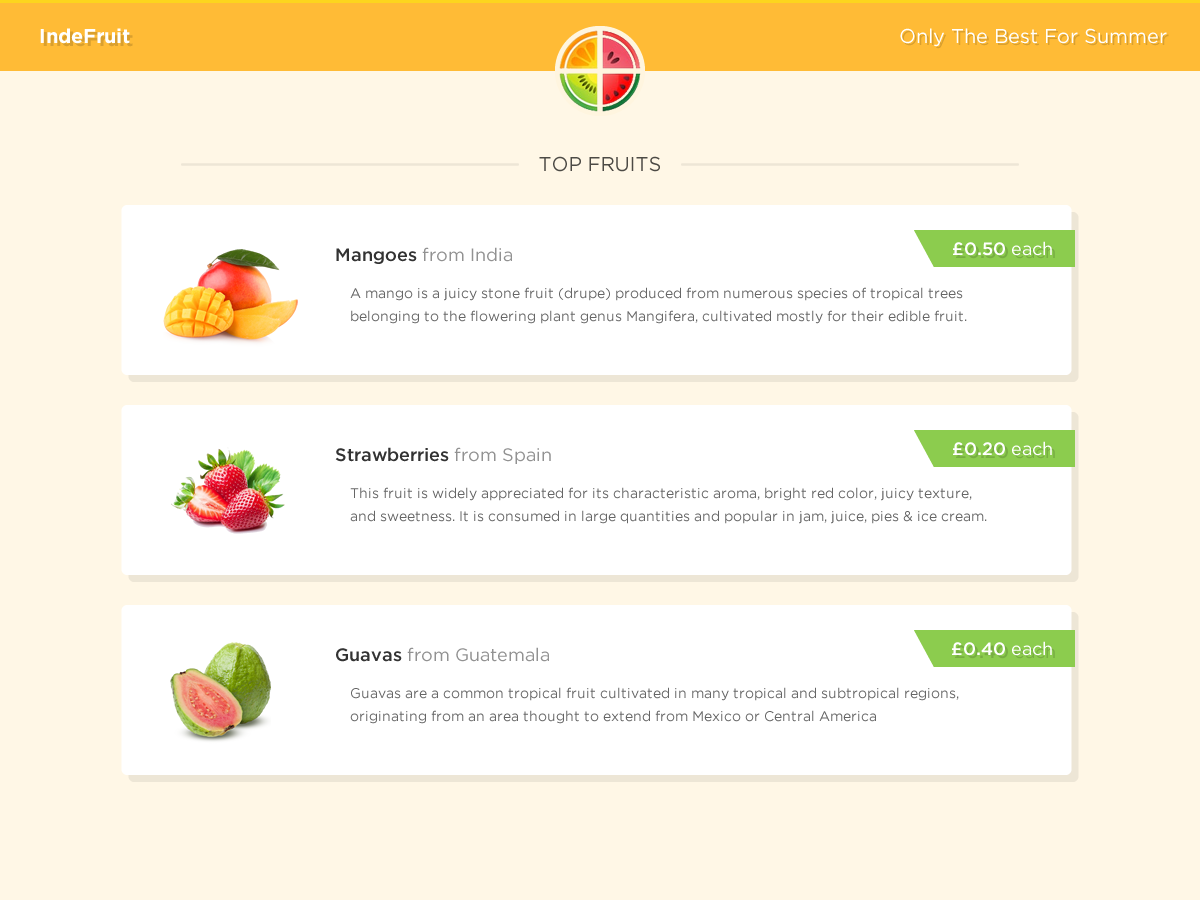 IndeFruit
Only The Best For Summer
TOP FRUITS
Mangoes from India
£0.50 each
A mango is a juicy stone fruit (drupe) produced from numerous species of tropical trees
belonging to the flowering plant genus Mangifera, cultivated mostly for their edible fruit.
Strawberries from Spain
£0.20 each
This fruit is widely appreciated for its characteristic aroma, bright red color, juicy texture,
and sweetness. It is consumed in large quantities and popular in jam, juice, pies & ice cream.
Guavas from Guatemala
£0.40 each
Guavas are a common tropical fruit cultivated in many tropical and subtropical regions,
originating from an area thought to extend from Mexico or Central America